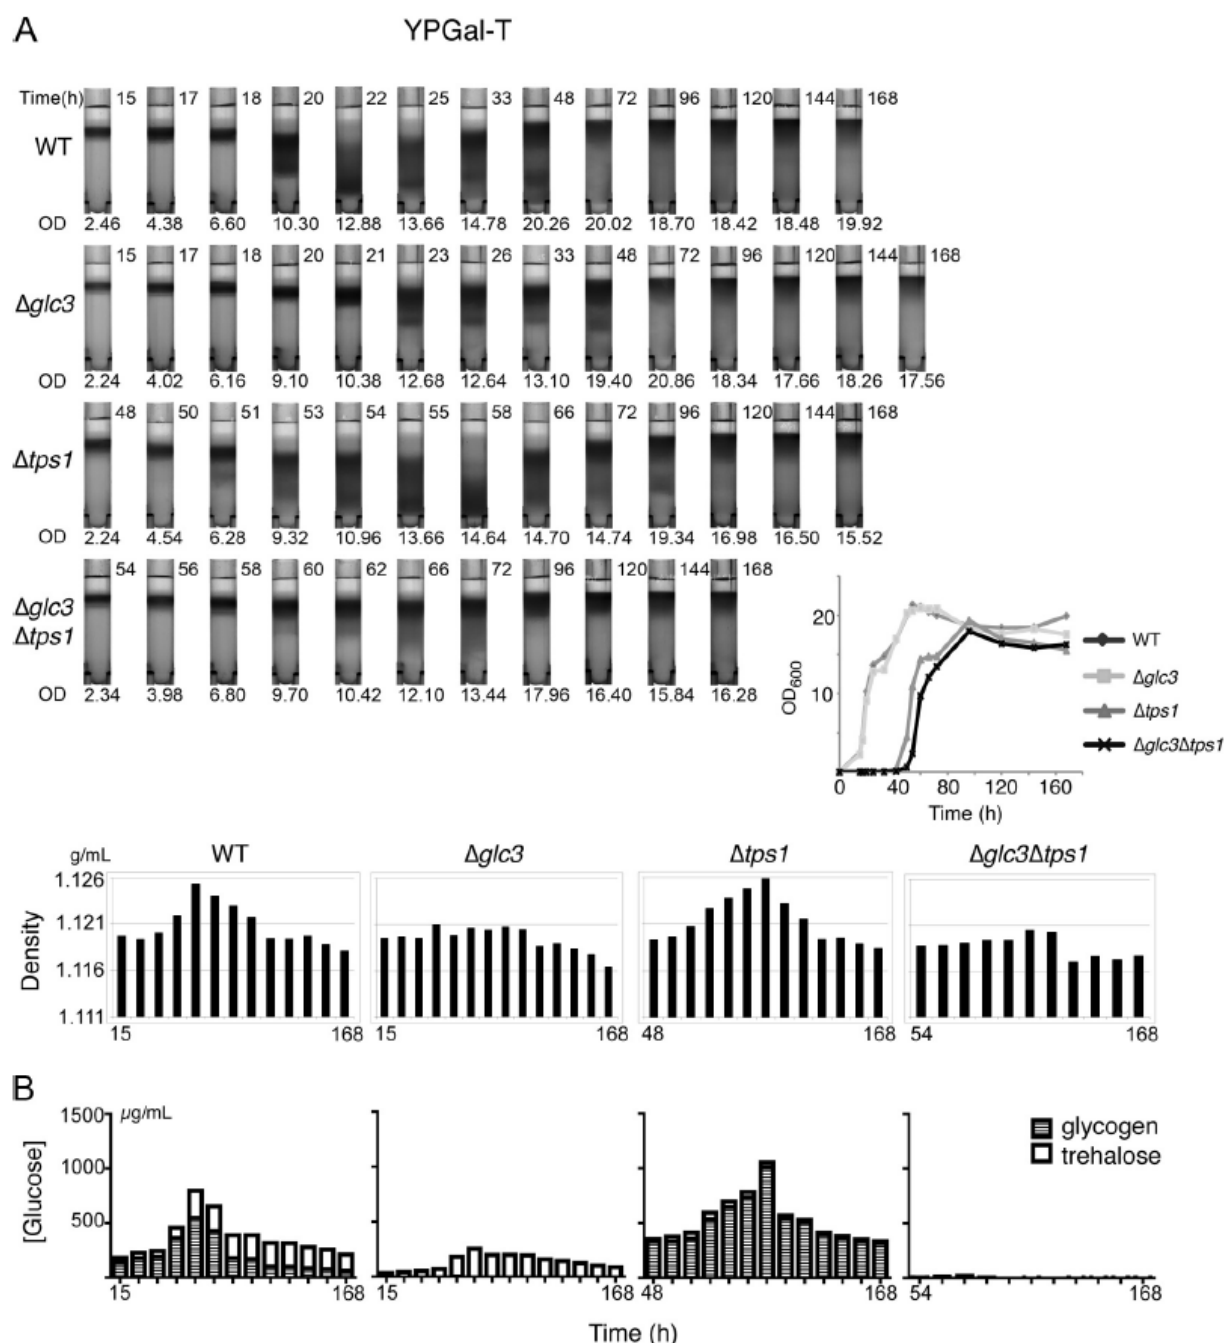 A
YPGal-T
Time(h) 15 17 18 20 22 25 33 48 72 96 120 144 168
WT
OD 2.46 4.38 6.60 10.30 12.88 13.66 14.78 20.26 20.02 18.70 18.42 18.48 19.92
15 17 18 20 21 23 26 33 48 72 96 120 144 168
Δglc3
OD 2.24 4.02 6.16 9.10 10.38 12.68 12.64 13.10 19.40 20.86 18.34 17.66 18.26 17.56
48 50 51 53 54 55 58 66 72 96 120 144 168
Δtps1
OD 2.24 4.54 6.28 9.32 10.96 13.66 14.64 14.70 14.74 19.34 16.98 16.50 15.52
54 56 58 60 62 66 72 96 120 144 168
Δglc3
Δtps1
OD 2.34 3.98 6.80 9.70 10.42 12.10 13.44 17.96 16.40 15.84 16.28
20
10
OD600
0 40 80 120 160
Time (h)
WT
Δglc3
Δtps1
Δglc3Δtps1
g/mL WT Δglc3 Δtps1 Δglc3Δtps1
1.126
1.121
1.116
1.111
Density
15 168 15 168 48 168 54 168
B
1500
1000
500
[Glucose]
µg/mL
glycogen
trehalose
15 168 15 168 48 168 54 168
Time (h)